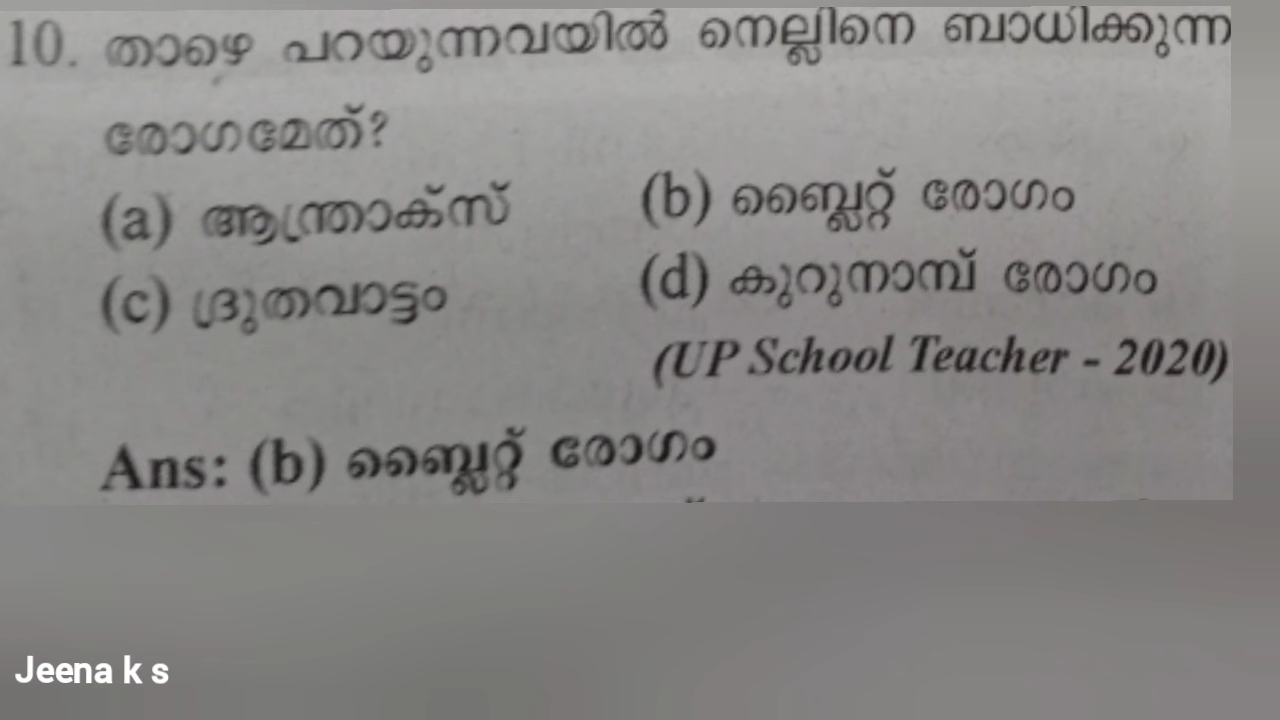 10. താഴെ പറയുന്നവയിൽ നെല്ലിനെ ബാധിക്കുന്ന
രോഗമേത്?
(a) ആന്ത്രാക്സ് (b) ബ്ലൈറ്റ് രോഗം
(c) ദ്രുതവാട്ടം (d) കുറുനാമ്പ് രോഗം
(UP School Teacher - 2020)
Ans: (b) ബ്ലൈറ്റ് രോഗം
Jeena k s